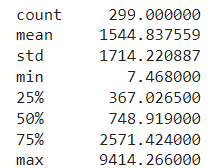 count 299.000000
mean 1544.837559
std 1714.220887
min 7.468000
25% 367.026500
50% 748.919000
75% 2571.424000
max 9414.266000